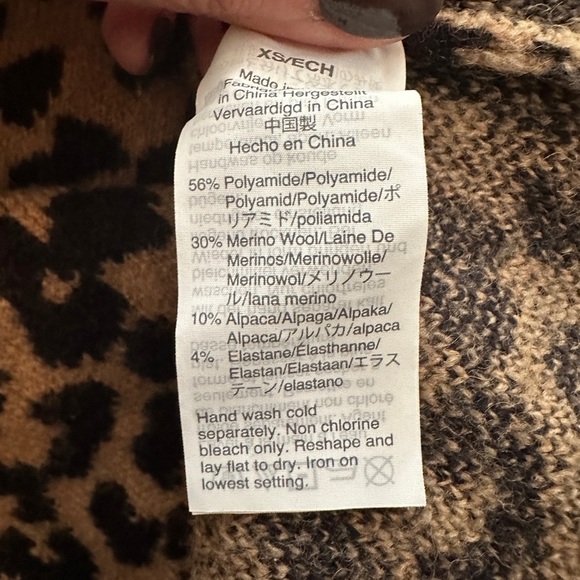 XS/ECH
Made
in China Hergestellt
Vervaardigd in China
中国製
Hecho en China
56% Polyamide/Polyamide/
Polyamid/Polyamide/ポ
リアミド/poliamida
30% Merino Wool/Laine De
Merinos/Merinowolle/
Merinowol/メリノウー
ル/lana merino
10% Alpaca/Alpaga/Alpaka/
Alpaca/アルパカ/alpaca
4% Elastane/Élasthanne/
Elastan/Elastaan/エラス
テーン/elastano
Hand wash cold
separately. Non chlorine
bleach only. Reshape and
lay flat to dry. Iron on
lowest setting.